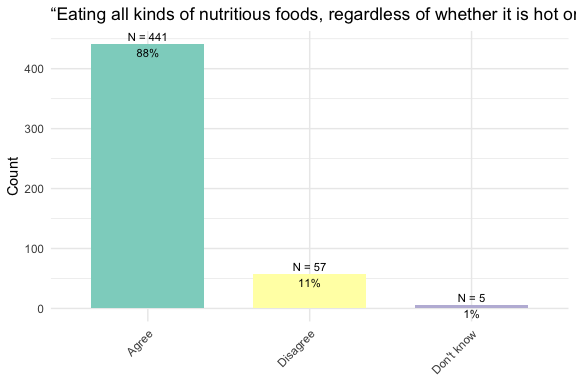 “Eating all kinds of nutritious foods, regardless of whether it is hot or
N = 441
88%
400
300
N = 57
11%
200
100
N = 5
1%
0
Count
Agree
Disagree
Don't know